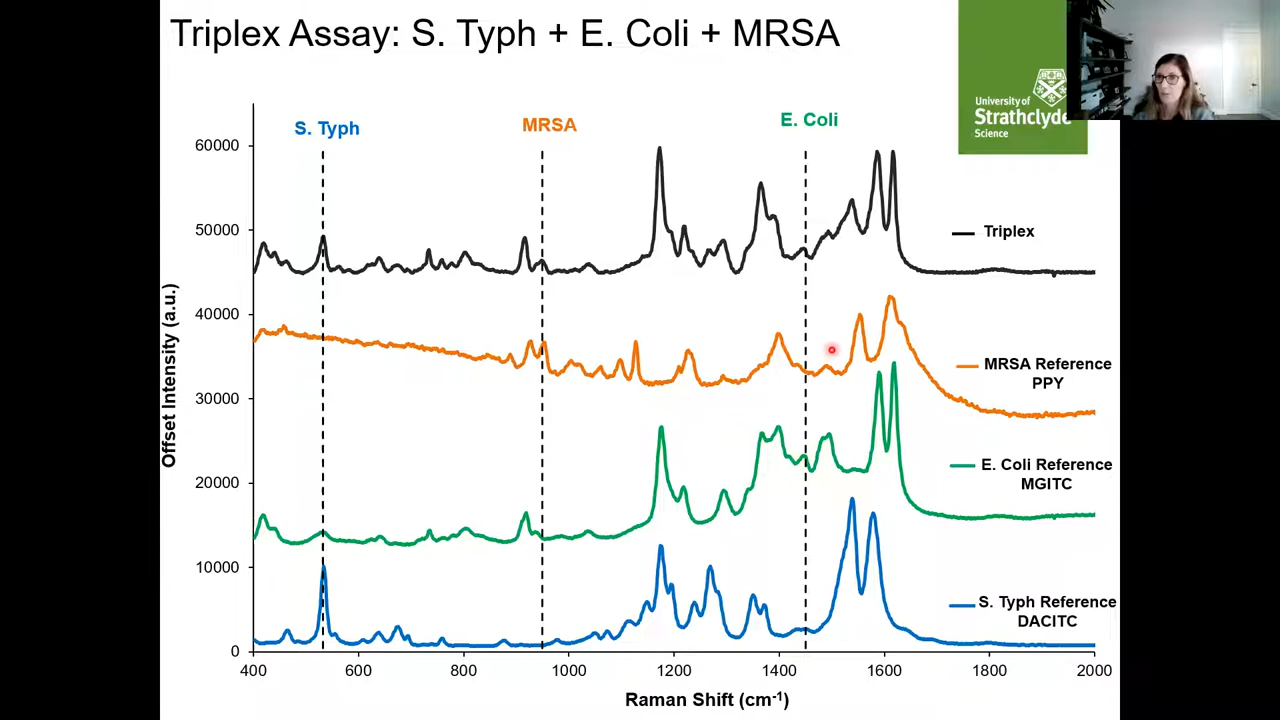 Triplex Assay: S. Typh + E. Coli + MRSA
University of
Strathclyde
Science
S. Typh
MRSA
E. Coli
Offset Intensity (a.u.)
60000
50000
40000
30000
20000
10000
0
Triplex
MRSA Reference
PPY
E. Coli Reference
MGITC
S. Typh Reference
DACITC
400
600
800
1000
1200
1400
1600
1800
2000
Raman Shift (cm⁻¹)